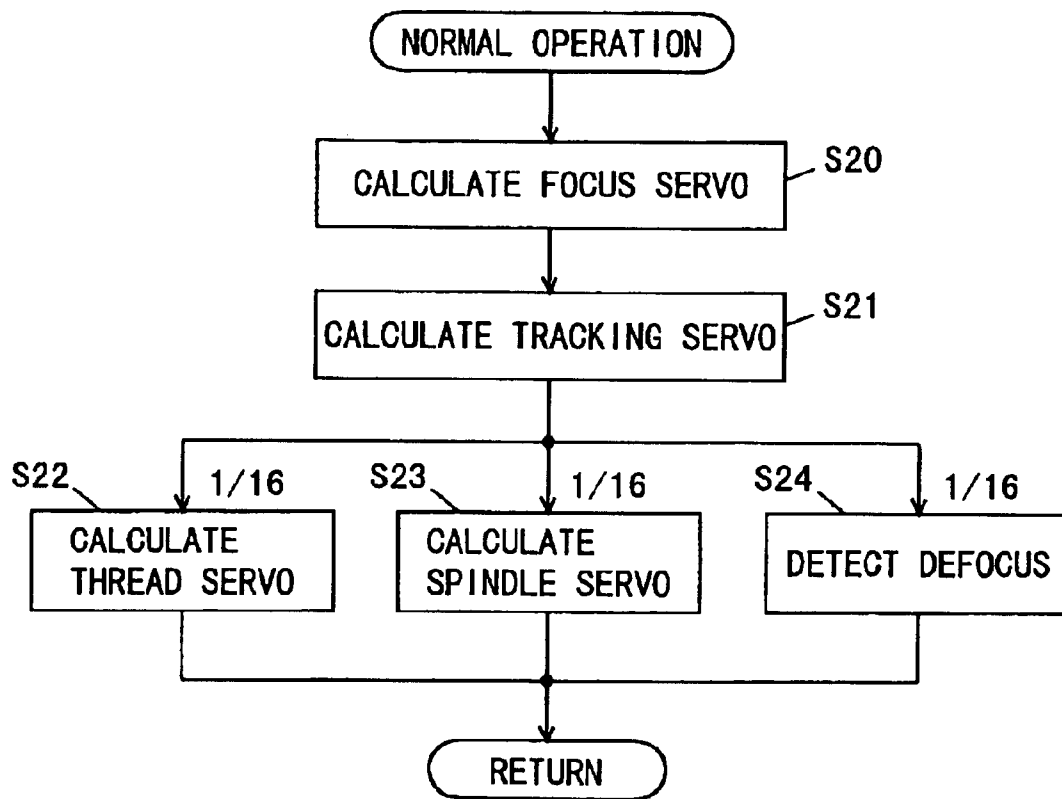 NORMAL OPERATION
S20
CALCULATE FOCUS SERVO
S21
CALCULATE TRACKING SERVO
S22
1/16
S23
1/16
S24
1/16
CALCULATE
THREAD SERVO
CALCULATE
SPINDLE SERVO
DETECT DEFOCUS
RETURN